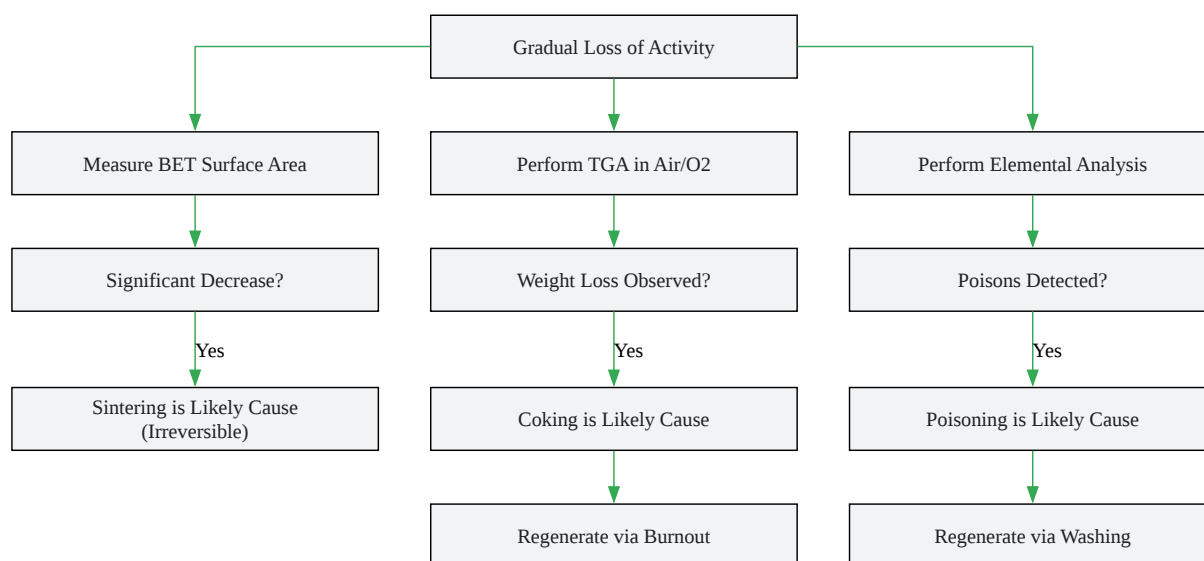 Gradual Loss of Activity
Measure BET Surface Area
Perform TGA in Air/O2
Perform Elemental Analysis
Significant Decrease?
Weight Loss Observed?
Poisons Detected?
Yes
Yes
Yes
Sintering is Likely Cause
(Irreversible)
Coking is Likely Cause
Poisoning is Likely Cause
Regenerate via Burnout
Regenerate via Washing